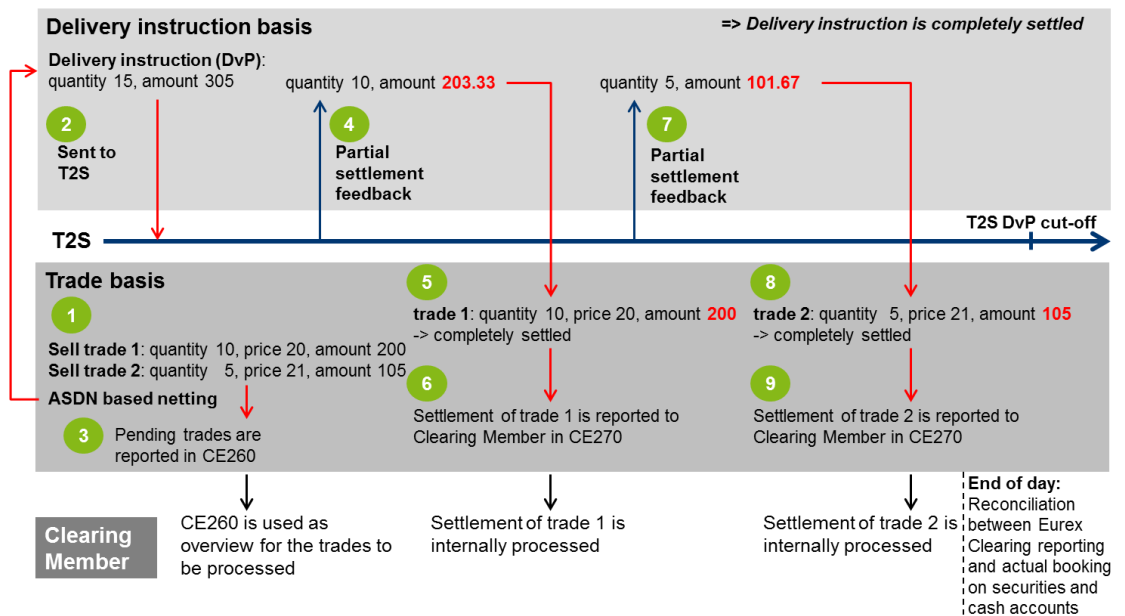 Delivery instruction basis
=> Delivery instruction is completely settled
Delivery instruction (DvP):
quantity 15, amount 305
quantity 10, amount 203.33
quantity 5, amount 101.67
2
Sent to
T2S
4
Partial
settlement
feedback
7
Partial
settlement
feedback
T2S
T2S DvP cut-off
Trade basis
1
Sell trade 1: quantity 10, price 20, amount 200
Sell trade 2: quantity 5, price 21, amount 105
ASDN based netting
3
Pending trades are
reported in CE260
5
trade 1: quantity 10, price 20, amount 200
-> completely settled
6
Settlement of trade 1 is reported to
Clearing Member in CE270
8
trade 2: quantity 5, price 21, amount 105
-> completely settled
9
Settlement of trade 2 is reported to
Clearing Member in CE270
Clearing
Member
CE260 is used as
overview for the trades to
be processed
Settlement of trade 1 is
internally processed
Settlement of trade 2 is
internally processed
End of day:
Reconciliation
between Eurex
Clearing reporting
and actual booking
on securities and
cash accounts